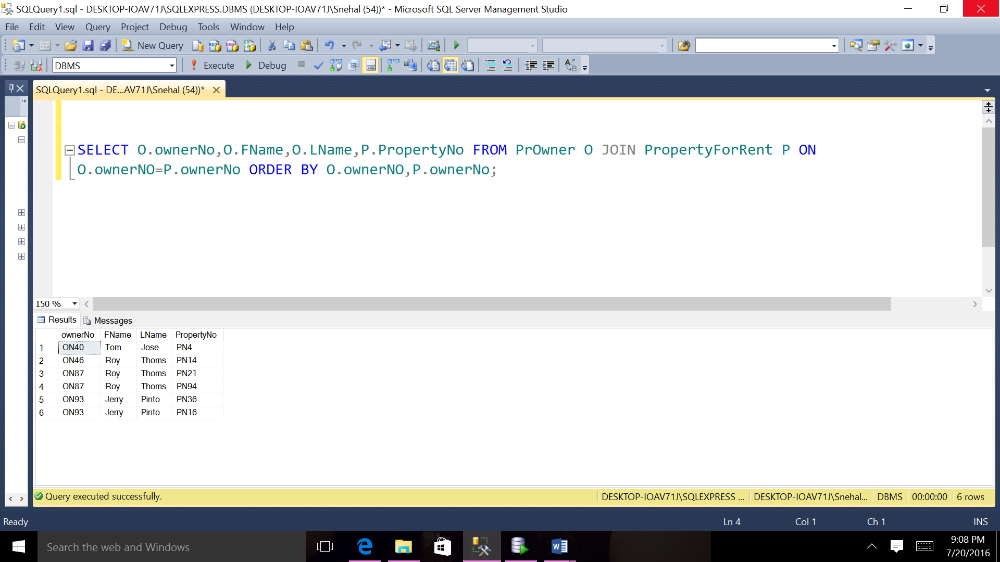 SQLQuery1.sql - DESKTOP-IOAV71J\SQLEXPRESS.DBMS (DESKTOP-IOAV71J\Snehal (54))* - Microsoft SQL Server Management Studio
File Edit View Query Project Debug Tools Window Help
New Query
DBMS Execute Debug
SQLQuery1.sql - DE...AV71J\Snehal (54))*
SELECT O.ownerNo,O.FName,O.LName,P.PropertyNo FROM PrOwner O JOIN PropertyForRent P ON
O.ownerNO=P.ownerNo ORDER BY O.ownerNO,P.ownerNo;
150 %
Results Messages
ownerNo FName LName PropertyNo
1 ON40 Tom Jose PN4
2 ON46 Roy Thoms PN14
3 ON87 Roy Thoms PN21
4 ON87 Roy Thoms PN94
5 ON93 Jerry Pinto PN36
6 ON93 Jerry Pinto PN16
Query executed successfully. DESKTOP-IOAV71J\SQLEXPRESS ... DESKTOP-IOAV71J\Snehal... DBMS 00:00:00 6 rows
Ready Ln 4 Col 1 Ch 1 INS
Search the web and Windows
9:08 PM
7/20/2016